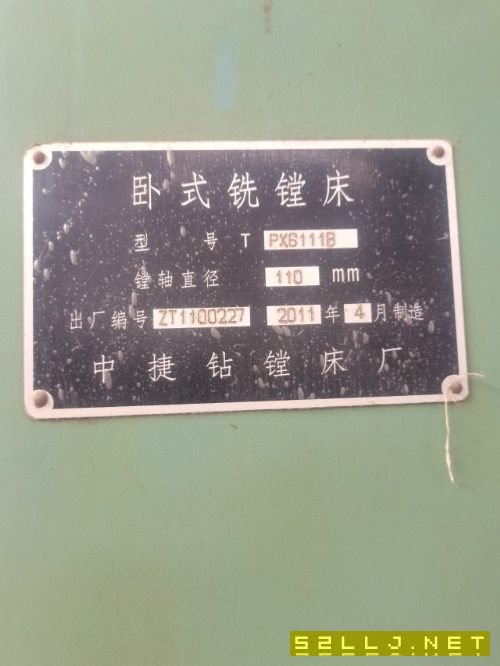 卧式铣镗床
型 号 T PX6111B
镗轴直径 110 mm
出厂编号 ZT1100227 2011 年 4 月制造
中捷钻镗床厂
52LLJ.NET